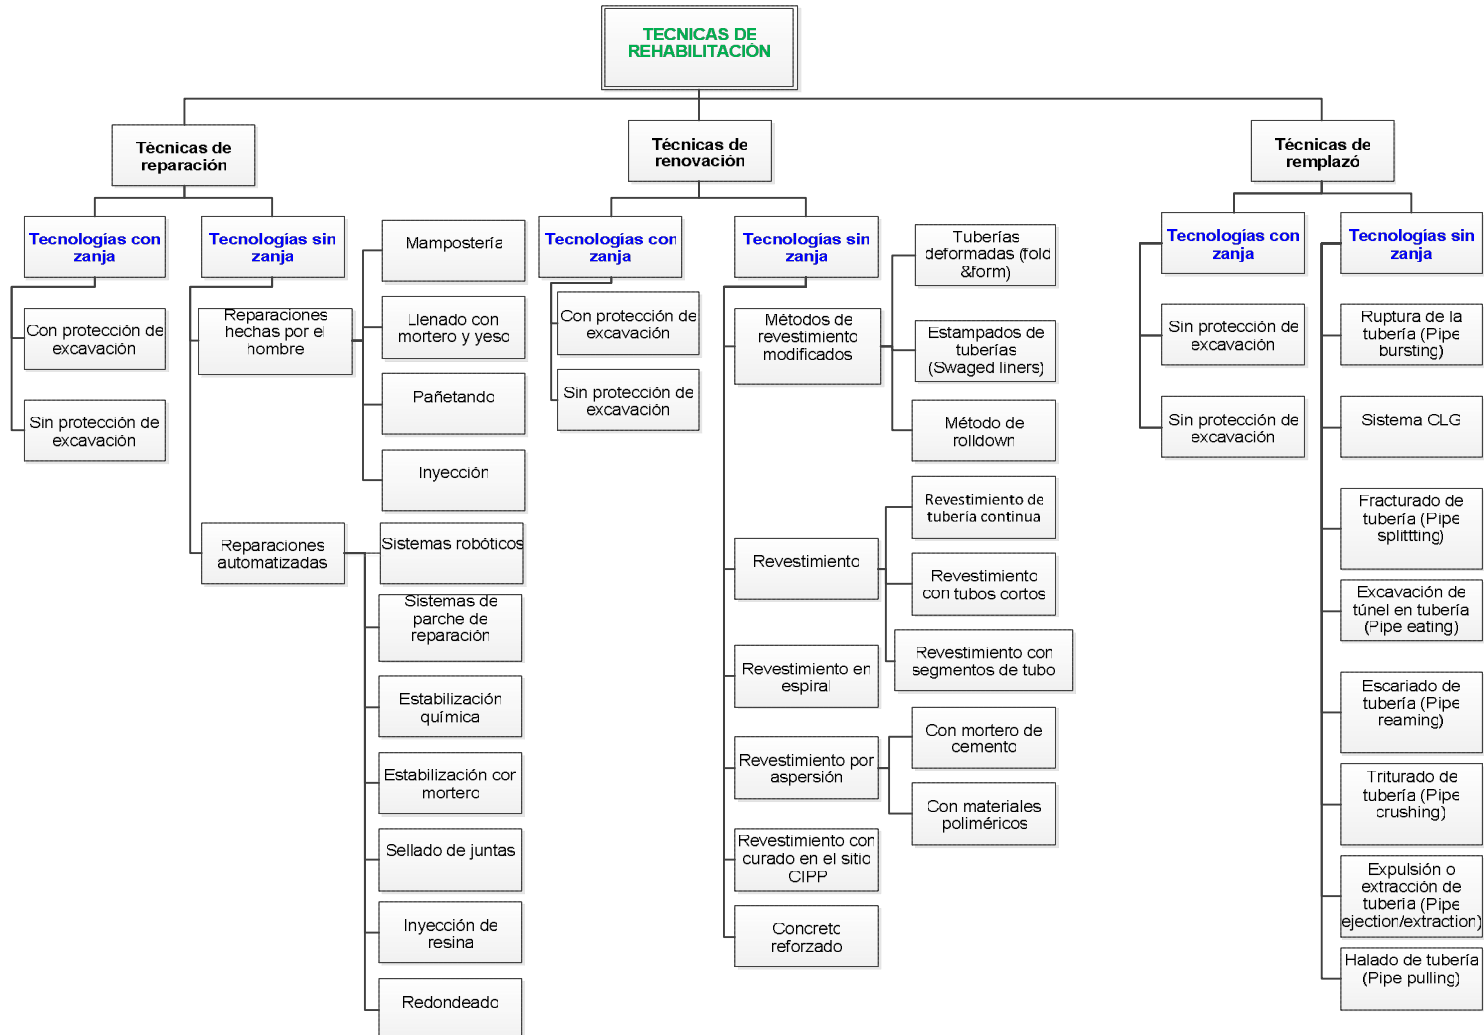 TECNICAS DE
REHABILITACIÓN
Técnicas de
reparación
Tecnologías con
zanja
Con protección de
excavación
Sin protección de
excavación
Tecnologías sin
zanja
Reparaciones
hechas por el
hombre
Mampostería
Llenado con
mortero y yeso
Pañetando
Inyección
Reparaciones
automatizadas
Sistemas robóticos
Sistemas de
parche de
reparación
Estabilización
química
Estabilización con
mortero
Sellado de juntas
Inyección de
resina
Redondeado
Técnicas de
renovación
Tecnologías con
zanja
Con protección de
excavación
Sin protección de
excavación
Tecnologías sin
zanja
Métodos de
revestimiento
modificados
Tuberías
deformadas (fold
&form)
Estampados de
tuberías
(Swaged liners)
Método de
rolldown
Revestimiento
Revestimiento de
tubería continua
Revestimiento
con tubos cortos
Revestimiento con
segmentos de tubo
Revestimiento en
espiral
Revestimiento por
aspersión
Con mortero de
cemento
Con materiales
poliméricos
Revestimiento con
curado en el sitio
CIPP
Concreto
reforzado
Técnicas de
remplazó
Tecnologías con
zanja
Sin protección de
excavación
Sin protección de
excavación
Tecnologías sin
zanja
Ruptura de la
tubería (Pipe
bursting)
Sistema CLG
Fracturado de
tubería (Pipe
splittting)
Excavación de
túnel en tubería
(Pipe eating)
Escariado de
tubería (Pipe
reaming)
Triturado de
tubería (Pipe
crushing)
Expulsión o
extracción de
tubería (Pipe
ejection/extraction)
Halado de tubería
(Pipe pulling)